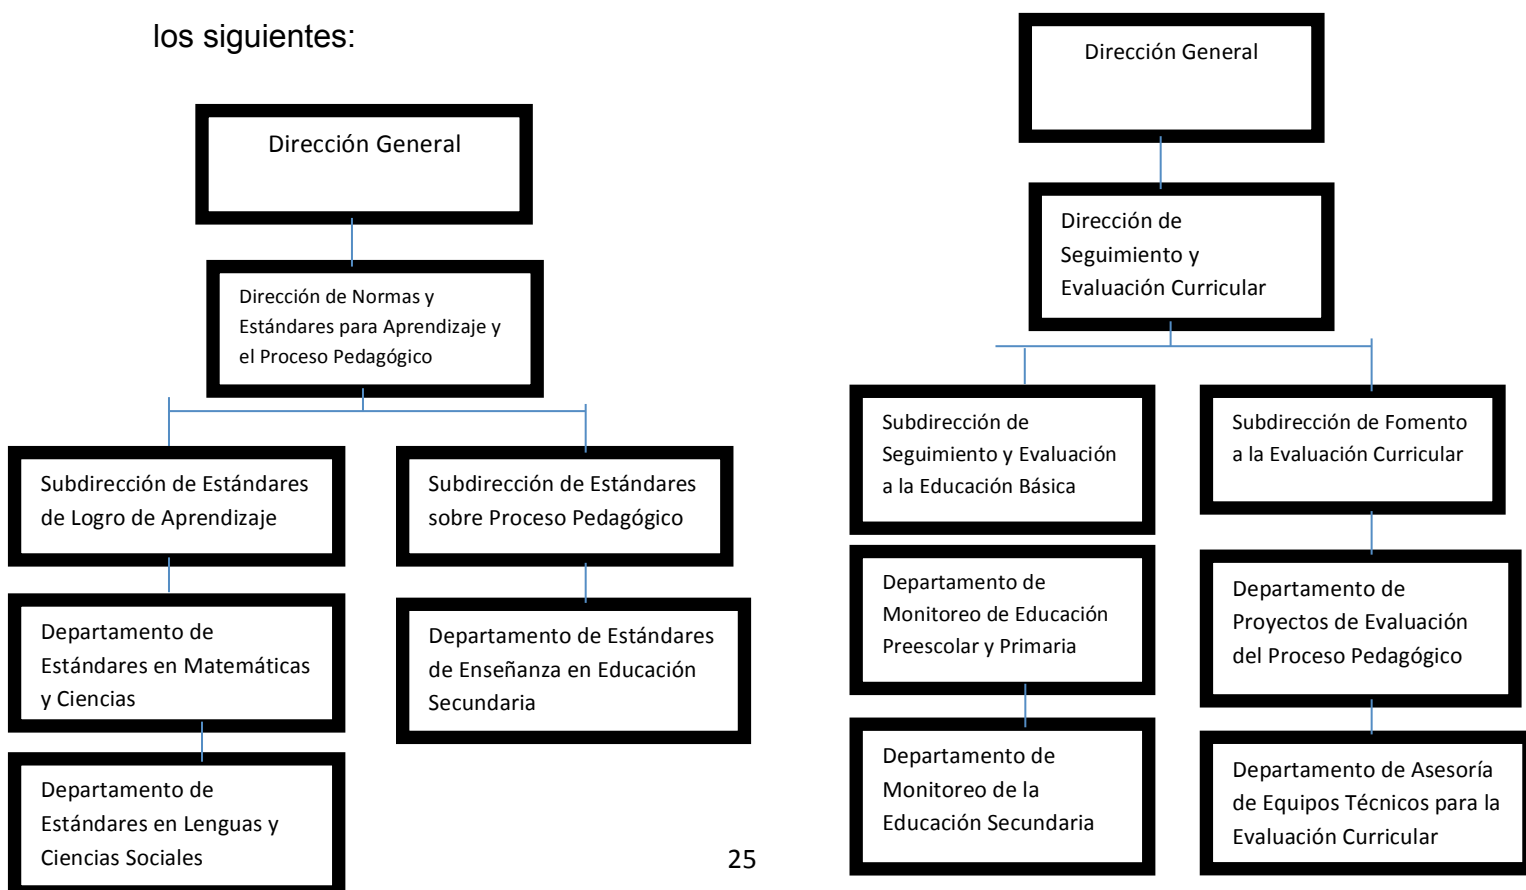 los siguientes:
Dirección General
Dirección de Normas y
Estándares para Aprendizaje y
el Proceso Pedagógico
Subdirección de Estándares
de Logro de Aprendizaje
Subdirección de Estándares
sobre Proceso Pedagógico
Departamento de
Estándares en Matemáticas
y Ciencias
Departamento de Estándares
de Enseñanza en Educación
Secundaria
Departamento de
Estándares en Lenguas y
Ciencias Sociales
25
Dirección General
Dirección de
Seguimiento y
Evaluación Curricular
Subdirección de
Seguimiento y Evaluación
a la Educación Básica
Subdirección de Fomento
a la Evaluación Curricular
Departamento de
Monitoreo de Educación
Preescolar y Primaria
Departamento de
Proyectos de Evaluación
del Proceso Pedagógico
Departamento de
Monitoreo de la
Educación Secundaria
Departamento de Asesoría
de Equipos Técnicos para la
Evaluación Curricular